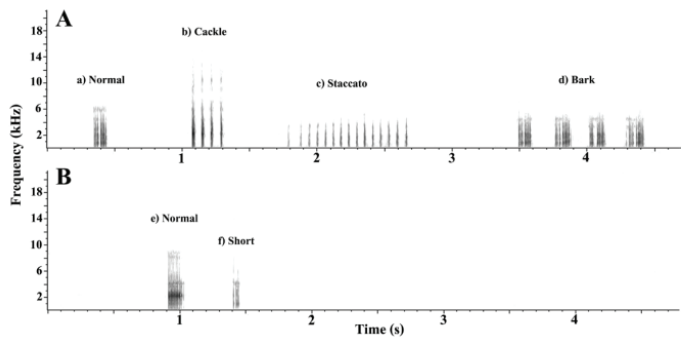 A
b) Cackle
a) Normal
c) Staccato
d) Bark
18
14
10
6
2
1
2
3
4
Frequency (kHz)
B
e) Normal
f) Short
18
14
10
6
2
1
2
3
4
Time (s)